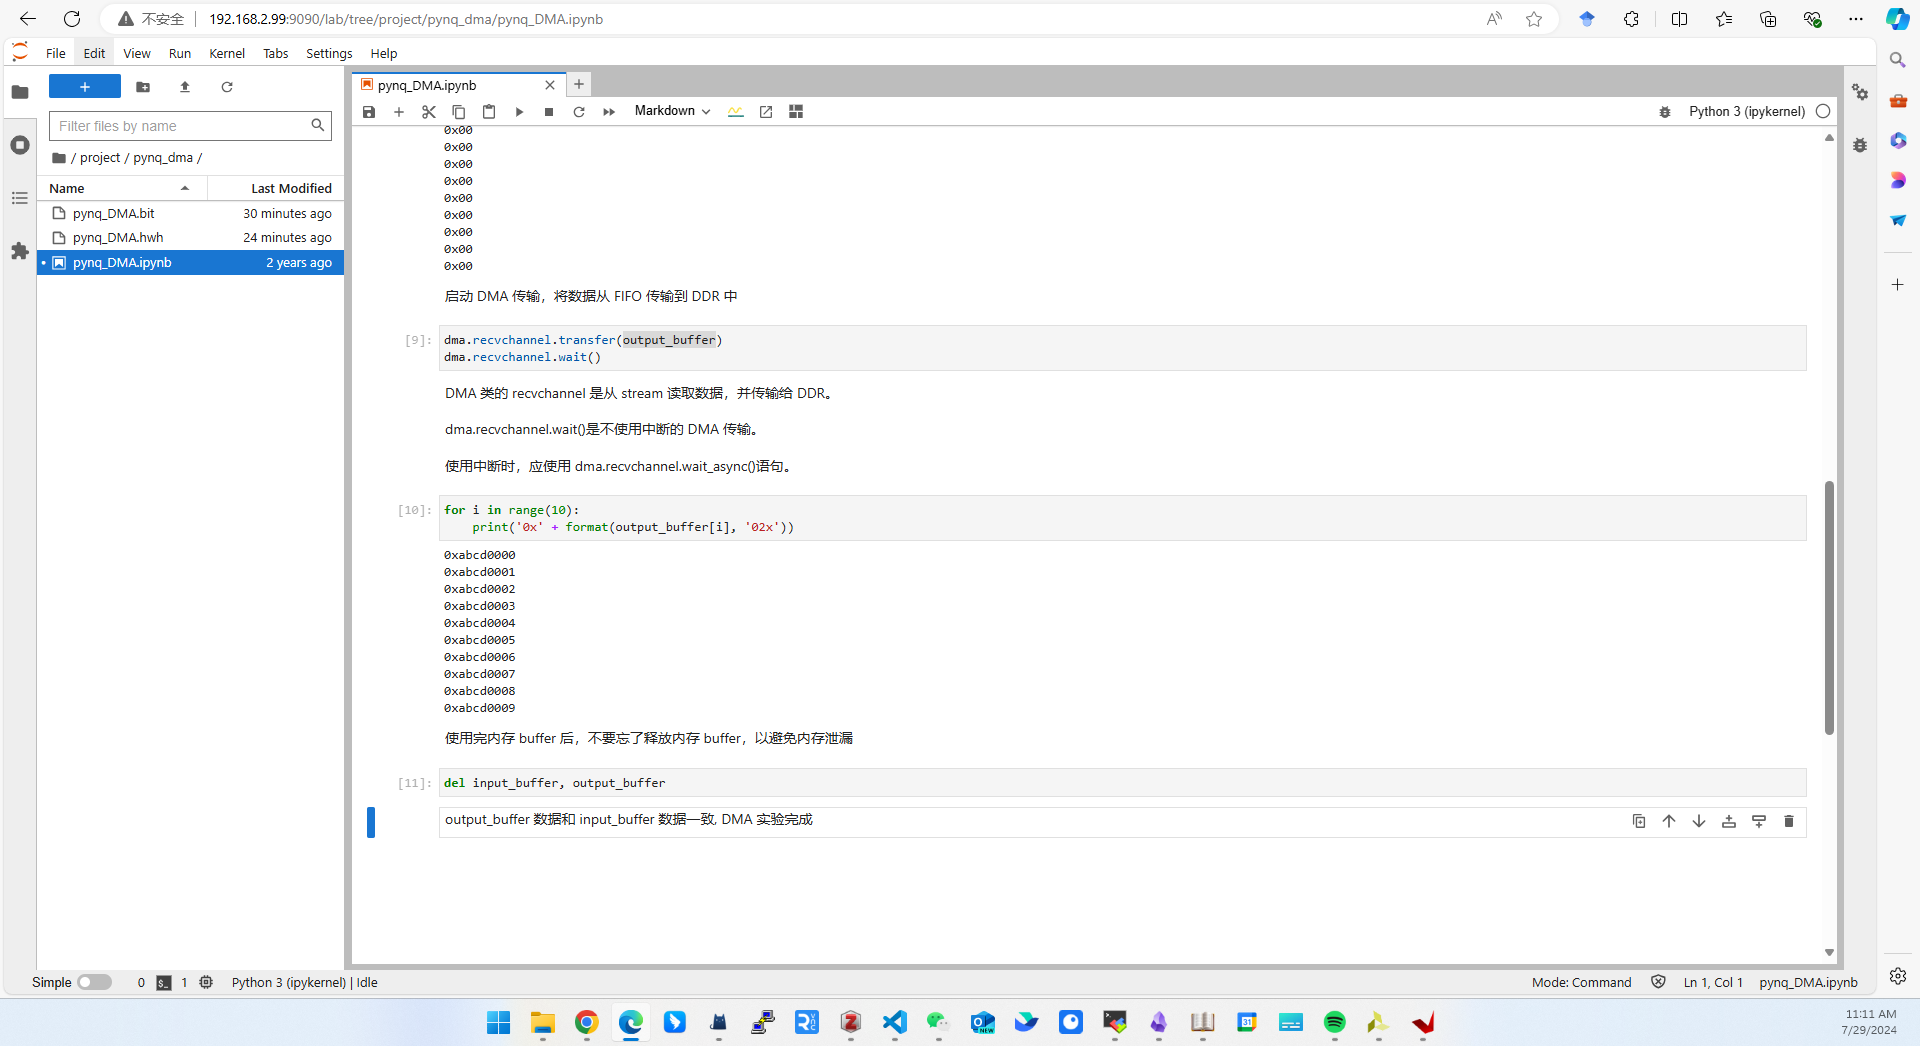 不安全 192.168.2.99:9090/lab/tree/project/pynq_dma/pynq_DMA.ipynb
File Edit View Run Kernel Tabs Settings Help
pynq_DMA.ipynb
Markdown
Python 3 (ipykernel)
Filter files by name
/ project / pynq_dma /
Name Last Modified
pynq_DMA.bit 30 minutes ago
pynq_DMA.hwh 24 minutes ago
pynq_DMA.ipynb 2 years ago
0x00
0x00
0x00
0x00
0x00
0x00
0x00
0x00
0x00
启动 DMA 传输，将数据从 FIFO 传输到 DDR 中
[9]: dma.recvchannel.transfer(output_buffer)
dma.recvchannel.wait()
DMA 类的 recvchannel 是从 stream 读取数据，并传输给 DDR。
dma.recvchannel.wait()是不使用中断的 DMA 传输。
使用中断时，应使用 dma.recvchannel.wait_async()语句。
[10]: for i in range(10):
print('0x' + format(output_buffer[i], '02x'))
0xabcd0000
0xabcd0001
0xabcd0002
0xabcd0003
0xabcd0004
0xabcd0005
0xabcd0006
0xabcd0007
0xabcd0008
0xabcd0009
使用完内存 buffer 后，不要忘了释放内存 buffer，以避免内存泄漏
[11]: del input_buffer, output_buffer
output_buffer 数据和 input_buffer 数据一致, DMA 实验完成
Simple 0 1 Python 3 (ipykernel) | Idle
Mode: Command Ln 1, Col 1 pynq_DMA.ipynb
11:11 AM
7/29/2024